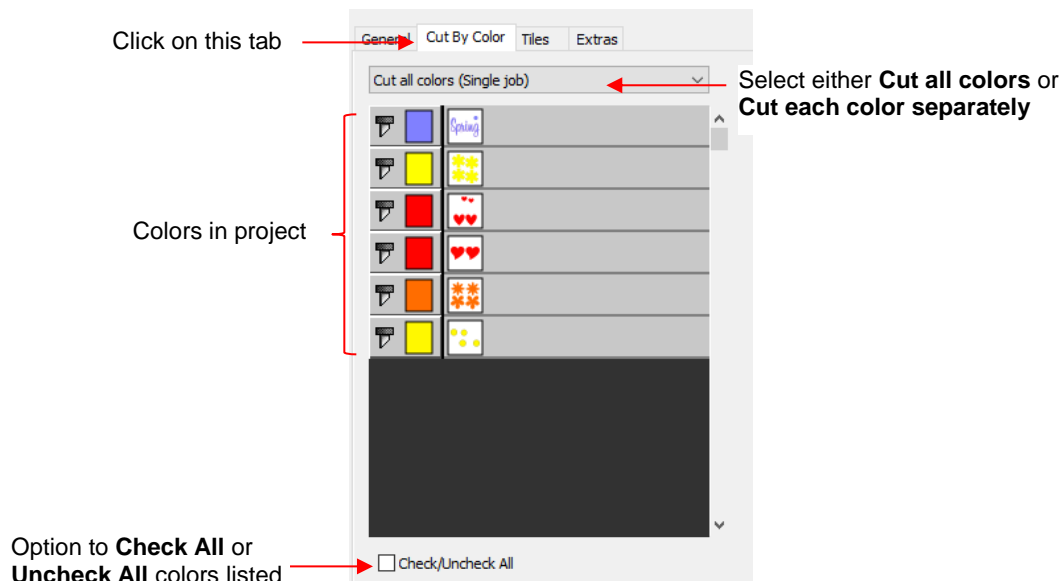 Click on this tab
General Cut By Color Tiles Extras
Cut all colors (Single job)
Select either Cut all colors or
Cut each color separately
Spring
Colors in project
Option to Check All or
Uncheck All colors listed
Check/Uncheck All